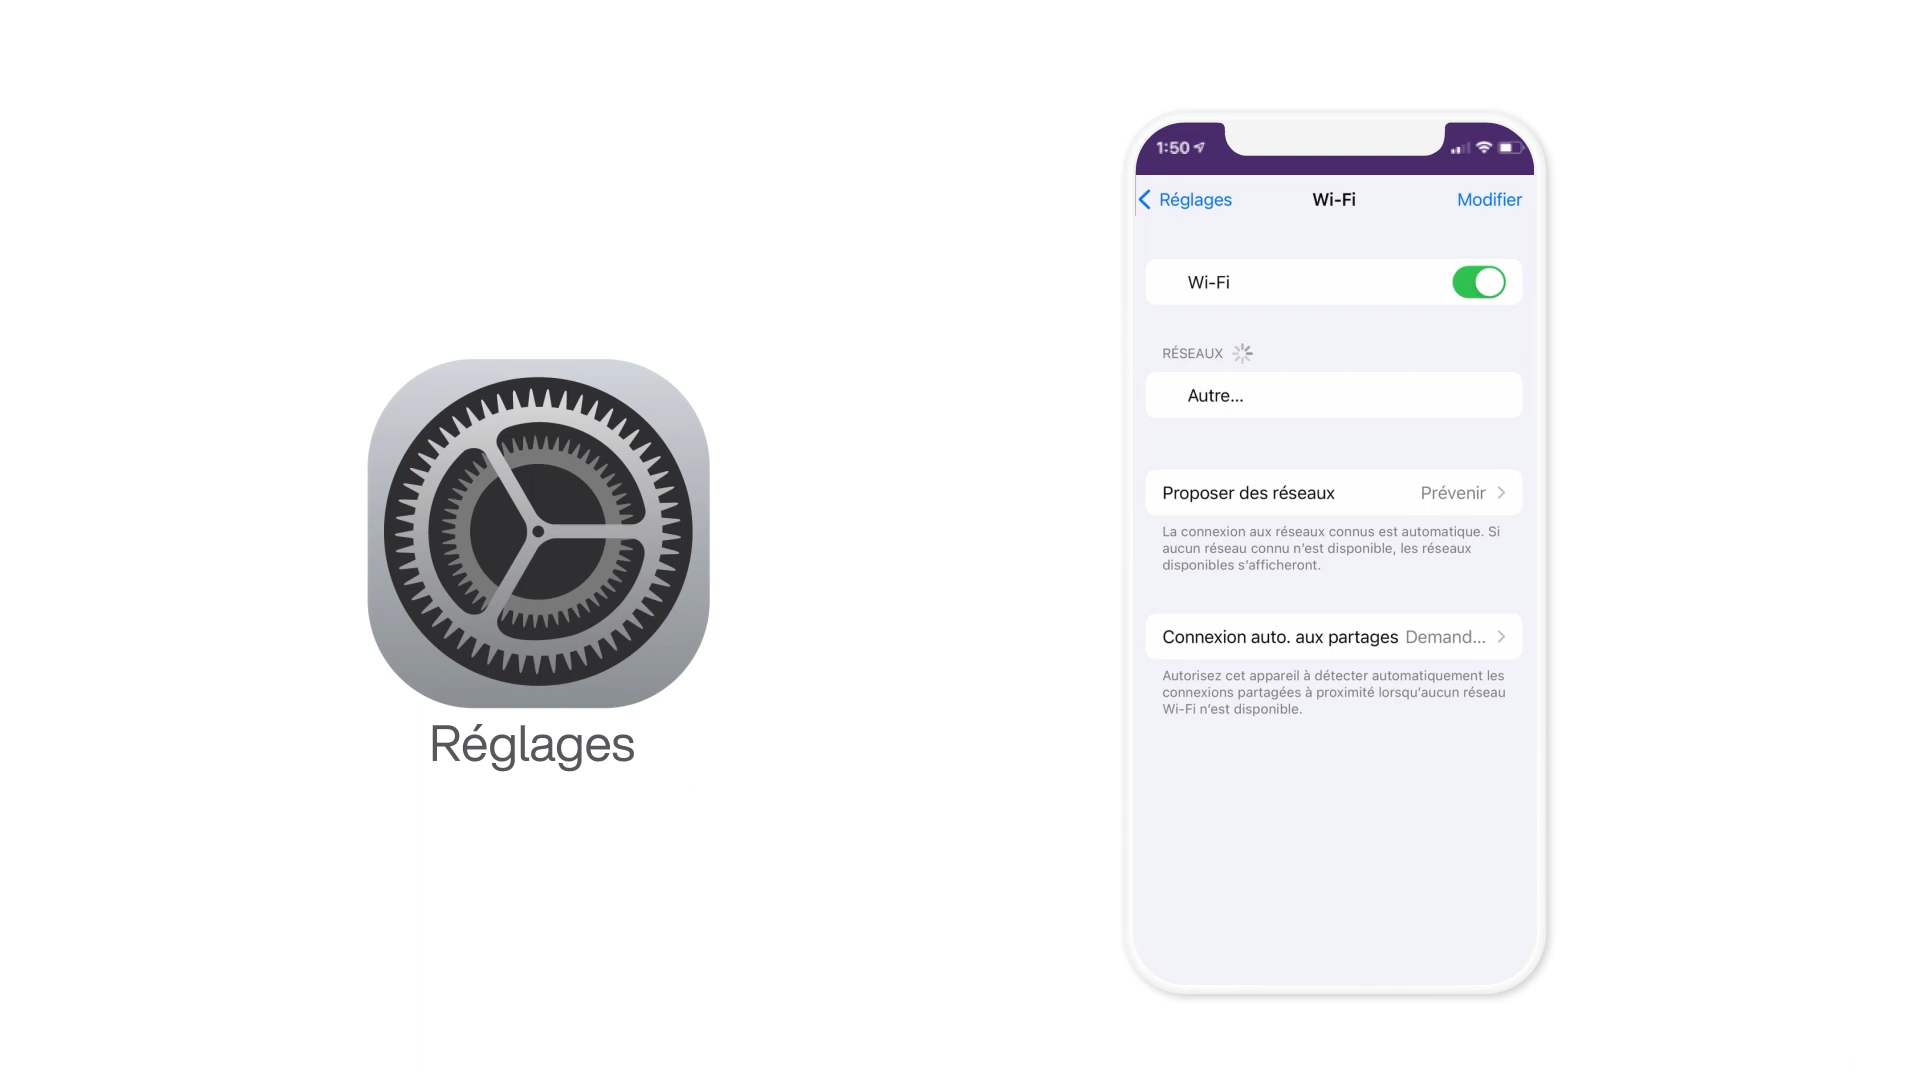 Réglages
1:50
Réglages
Wi-Fi
Modifier
Wi-Fi
RÉSEAUX
Autre...
Proposer des réseaux Prévenir
La connexion aux réseaux connus est automatique. Si
aucun réseau connu n'est disponible, les réseaux
disponibles s'afficheront.
Connexion auto. aux partages Demand...
Autorisez cet appareil à détecter automatiquement les
connexions partagées à proximité lorsqu'aucun réseau
Wi-Fi n'est disponible.